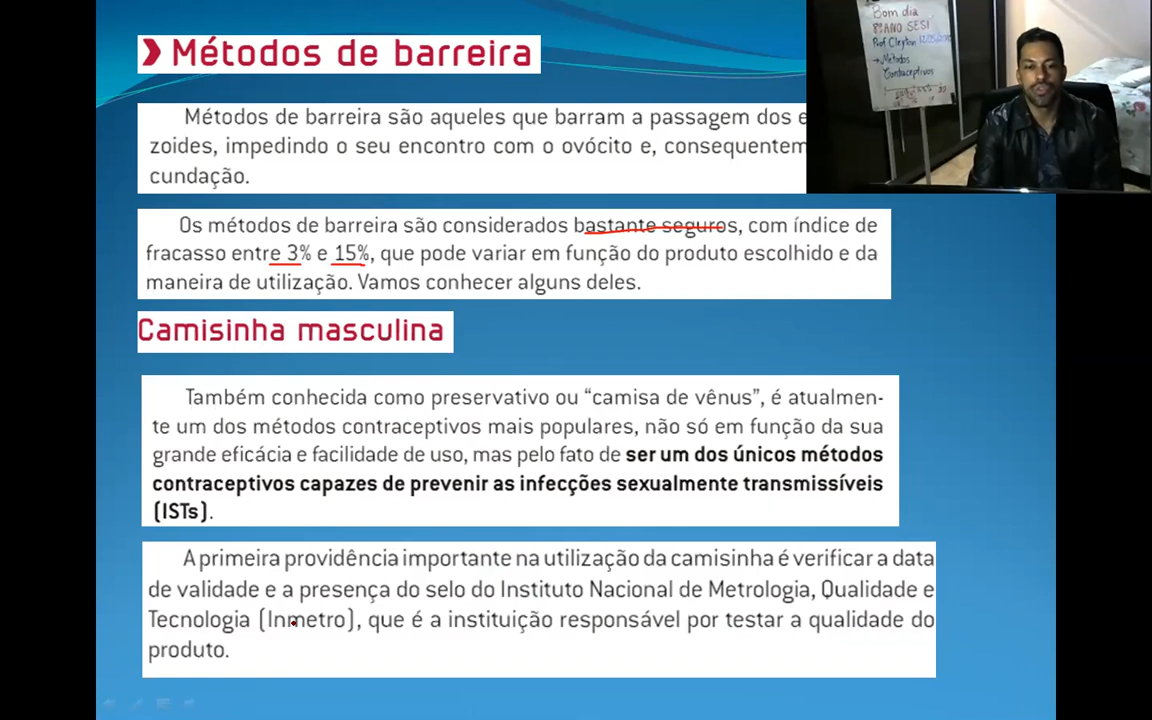 Métodos de barreira
Métodos de barreira são aqueles que barram a passagem dos e
zoides, impedindo o seu encontro com o ovócito e, consequentem
cundação.
Os métodos de barreira são considerados bastante seguros, com índice de
fracasso entre 3% e 15%, que pode variar em função do produto escolhido e da
maneira de utilização. Vamos conhecer alguns deles.
Camisinha masculina
Também conhecida como preservativo ou “camisa de vênus”, é atualmen-
te um dos métodos contraceptivos mais populares, não só em função da sua
grande eficácia e facilidade de uso, mas pelo fato de ser um dos únicos métodos
contraceptivos capazes de prevenir as infecções sexualmente transmissíveis
(ISTs).
A primeira providência importante na utilização da camisinha é verificar a data
de validade e a presença do selo do Instituto Nacional de Metrologia, Qualidade e
Tecnologia (Inmetro), que é a instituição responsável por testar a qualidade do
produto.
Bom dia
8º ANO SESI
Prof Cleyton
→ Métodos
Contraceptivos